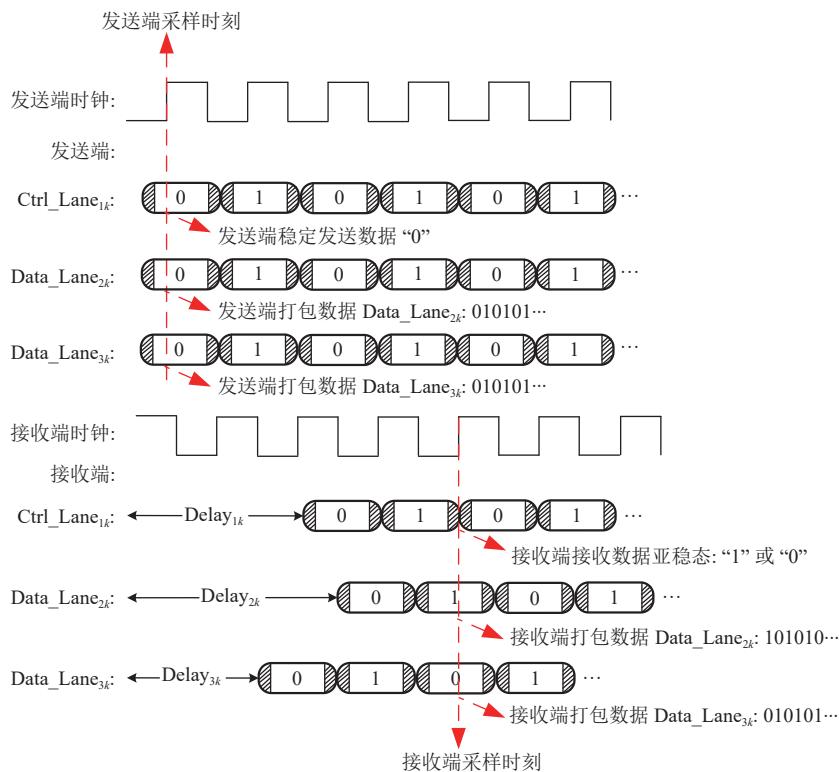 发送端采样时刻
发送端时钟:
发送端:
Ctrl_Lane1k: 0 1 0 1 0 1 ···
发送端稳定发送数据 “0”
Data_Lane2k: 0 1 0 1 0 1 ···
发送端打包数据 Data_Lane2k: 010101···
Data_Lane3k: 0 1 0 1 0 1 ···
发送端打包数据 Data_Lane3k: 010101···
接收端时钟:
接收端:
Ctrl_Lane1k: Delay1k 0 1 0 1 ···
接收端接收数据亚稳态: “1” 或 “0”
Data_Lane2k: Delay2k 0 1 0 1 ···
接收端打包数据 Data_Lane2k: 101010···
Data_Lane3k: Delay3k 0 1 0 1 ···
接收端打包数据 Data_Lane3k: 010101···
接收端采样时刻